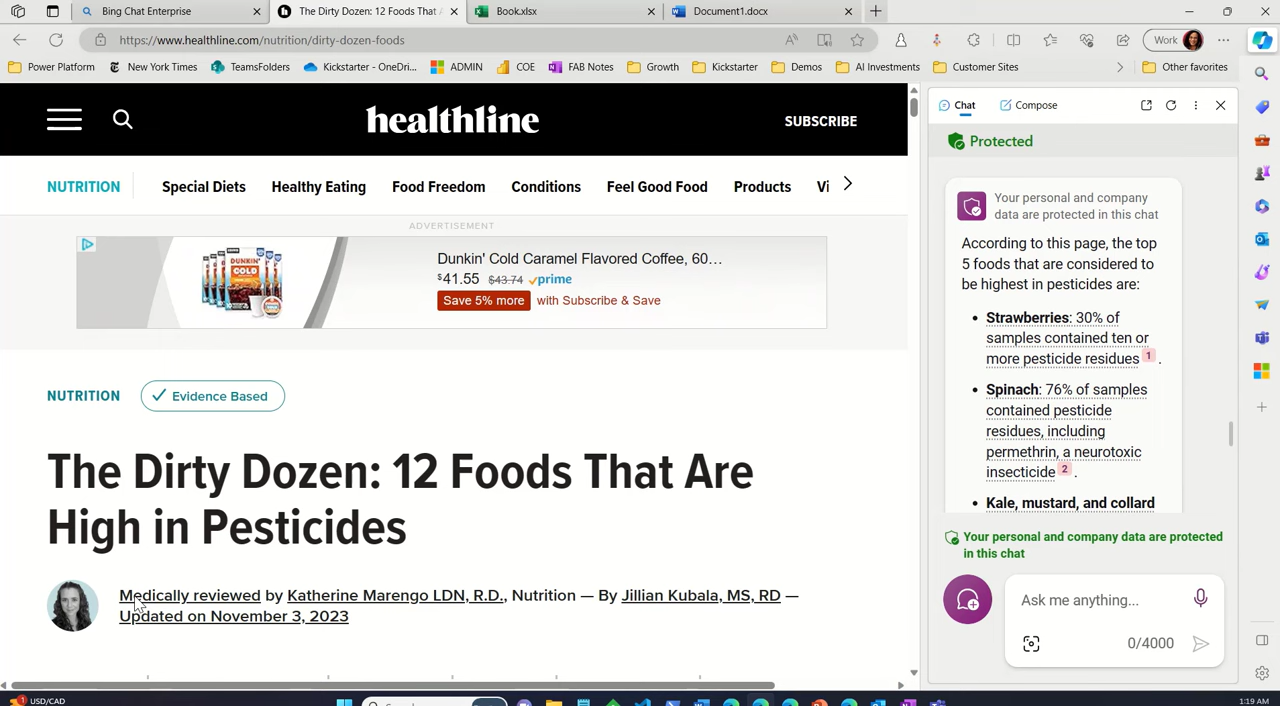 Bing Chat Enterprise
The Dirty Dozen: 12 Foods That A
Book.xlsx
Document1.docx
https://www.healthline.com/nutrition/dirty-dozen-foods
Work
Power Platform
New York Times
TeamsFolders
Kickstarter - OneDri...
ADMIN
COE
FAB Notes
Growth
Kickstarter
Demos
AI Investments
Customer Sites
Other favorites
healthline
SUBSCRIBE
NUTRITION
Special Diets
Healthy Eating
Food Freedom
Conditions
Feel Good Food
Products
Vi
ADVERTISEMENT
Dunkin' Cold Caramel Flavored Coffee, 60...
$41.55 $43.74 prime
Save 5% more with Subscribe & Save
NUTRITION
Evidence Based
The Dirty Dozen: 12 Foods That Are
High in Pesticides
Medically reviewed by Katherine Marengo LDN, R.D., Nutrition — By Jillian Kubala, MS, RD —
Updated on November 3, 2023
Chat
Compose
Protected
Your personal and company
data are protected in this chat
According to this page, the top
5 foods that are considered to
be highest in pesticides are:
• Strawberries: 30% of
samples contained ten or
more pesticide residues 1 .
• Spinach: 76% of samples
contained pesticide
residues, including
permethrin, a neurotoxic
insecticide 2 .
• Kale, mustard, and collard
Your personal and company data are protected
in this chat
Ask me anything...
0/4000
1
USD/CAD
1:19 AM